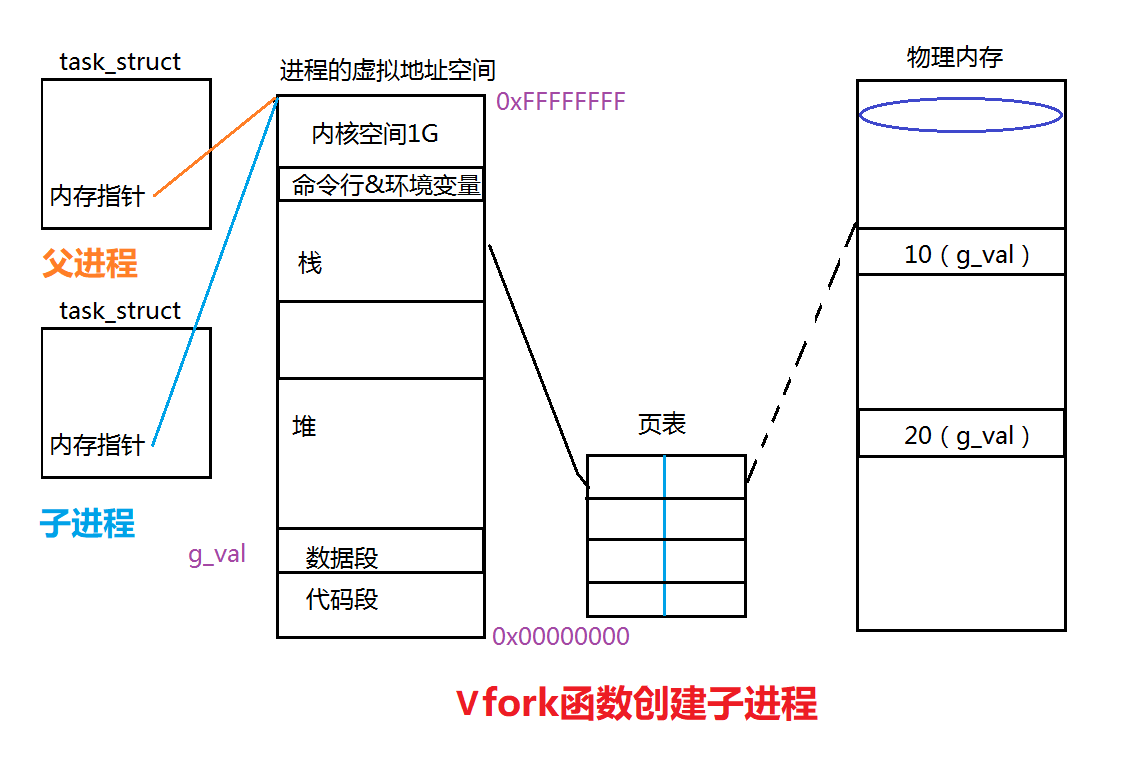 task_struct
内存指针
父进程
task_struct
内存指针
子进程
进程的虚拟地址空间
0xFFFFFFFF
内核空间1G
命令行&环境变量
栈
堆
g_val
数据段
代码段
0x00000000
页表
物理内存
10（g_val）
20（g_val）
Vfork函数创建子进程